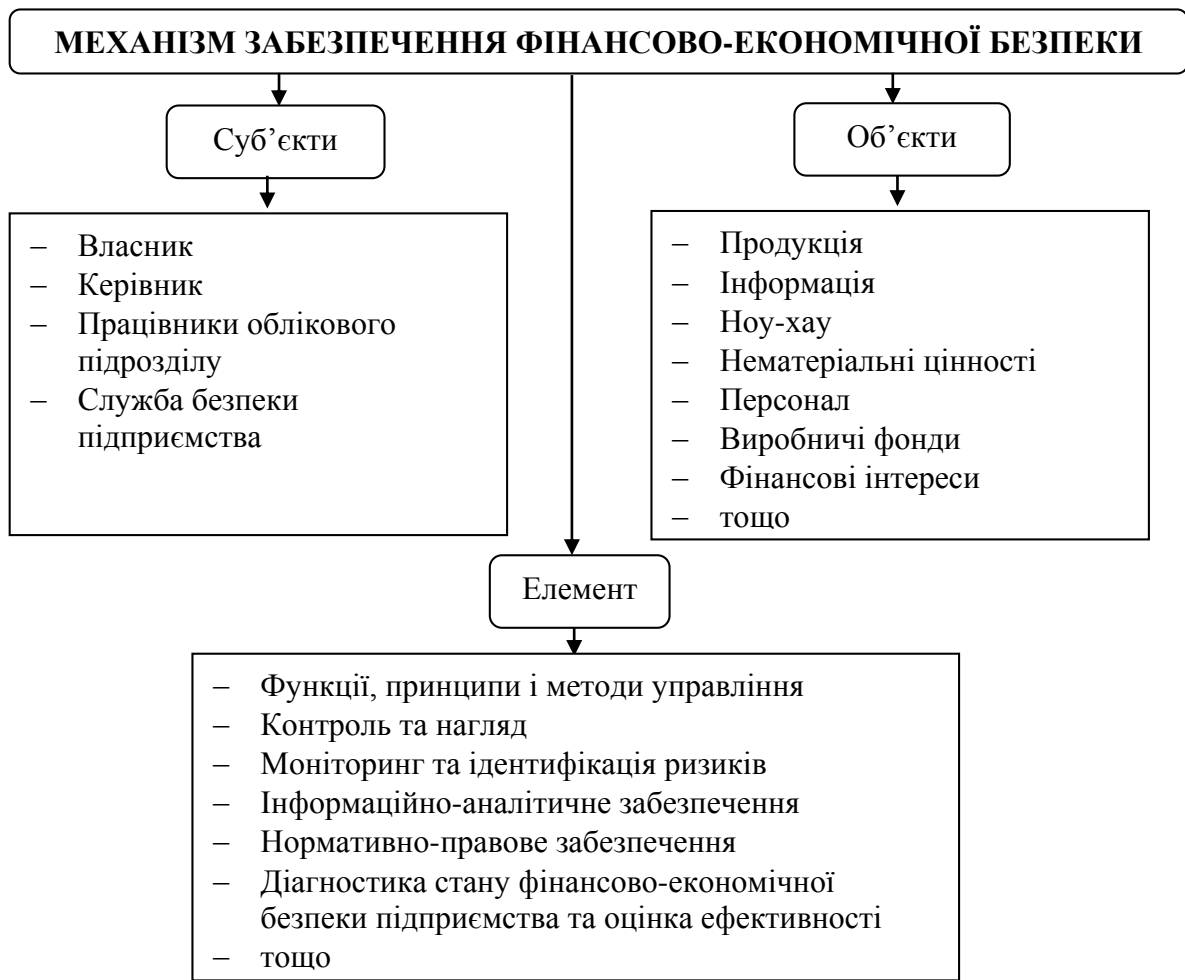 МЕХАНІЗМ ЗАБЕЗПЕЧЕННЯ ФІНАНСОВО-ЕКОНОМІЧНОЇ БЕЗПЕКИ
Суб’єкти
– Власник
– Керівник
– Працівники облікового
підрозділу
– Служба безпеки
підприємства
Об’єкти
– Продукція
– Інформація
– Ноу-хау
– Нематеріальні цінності
– Персонал
– Виробничі фонди
– Фінансові інтереси
– тощо
Елемент
– Функції, принципи і методи управління
– Контроль та нагляд
– Моніторинг та ідентифікація ризиків
– Інформаційно-аналітичне забезпечення
– Нормативно-правове забезпечення
– Діагностика стану фінансово-економічної
безпеки підприємства та оцінка ефективності
– тощо